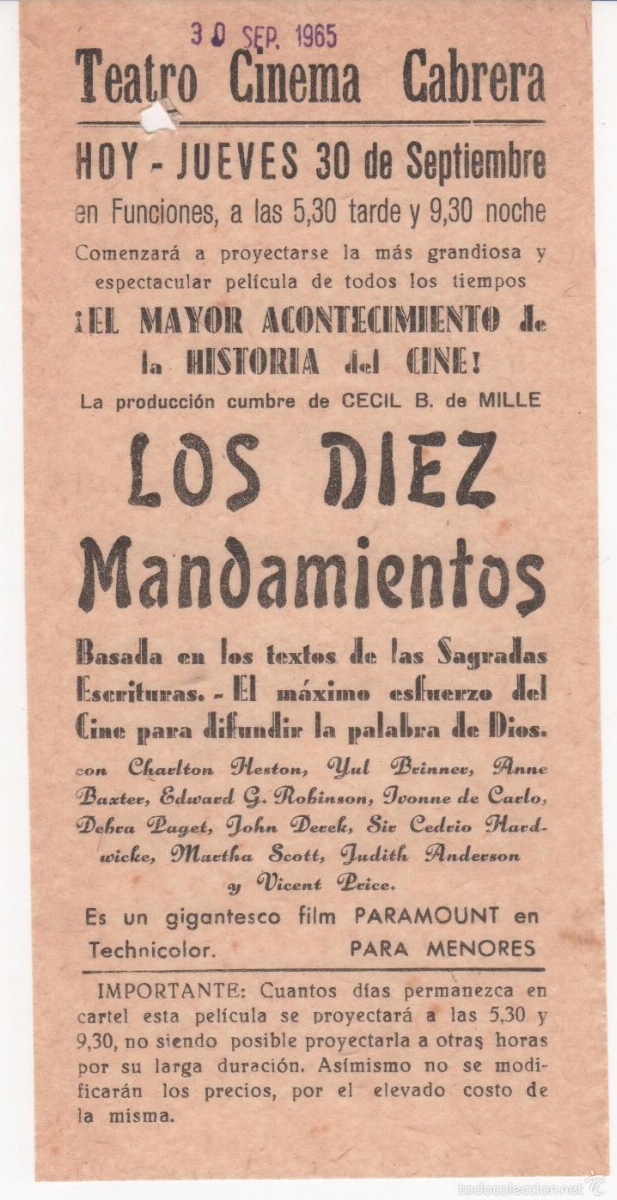 30 SEP. 1965
Teatro Cinema Cabrera
HOY - JUEVES 30 de Septiembre
en Funciones, a las 5,30 tarde y 9,30 noche
Comenzará a proyectarse la más grandiosa y
espectacular película de todos los tiempos
¡EL MAYOR ACONTECIMIENTO de
la HISTORIA del CINE!
La producción cumbre de CECIL B. de MILLE
LOS DIEZ
Mandamientos
Basada en los textos de las Sagradas
Escrituras. - El máximo esfuerzo del
Cine para difundir la palabra de Dios.
con Charlton Heston, Yul Brinner, Anne
Baxter, Edward G. Robinson, Ivonne de Carlo,
Debra Paget, John Derek, Sir Cedrio Hard-
wicke, Martha Scott, Judith Anderson
y Vicent Price.
Es un gigantesco film PARAMOUNT en
Technicolor. PARA MENORES
IMPORTANTE: Cuantos días permanezca en
cartel esta película se proyectará a las 5,30 y
9,30, no siendo posible proyectarla a otras horas
por su larga duración. Asímismo no se modi-
ficarán los precios, por el elevado costo de
la misma.
todocoleccion.net